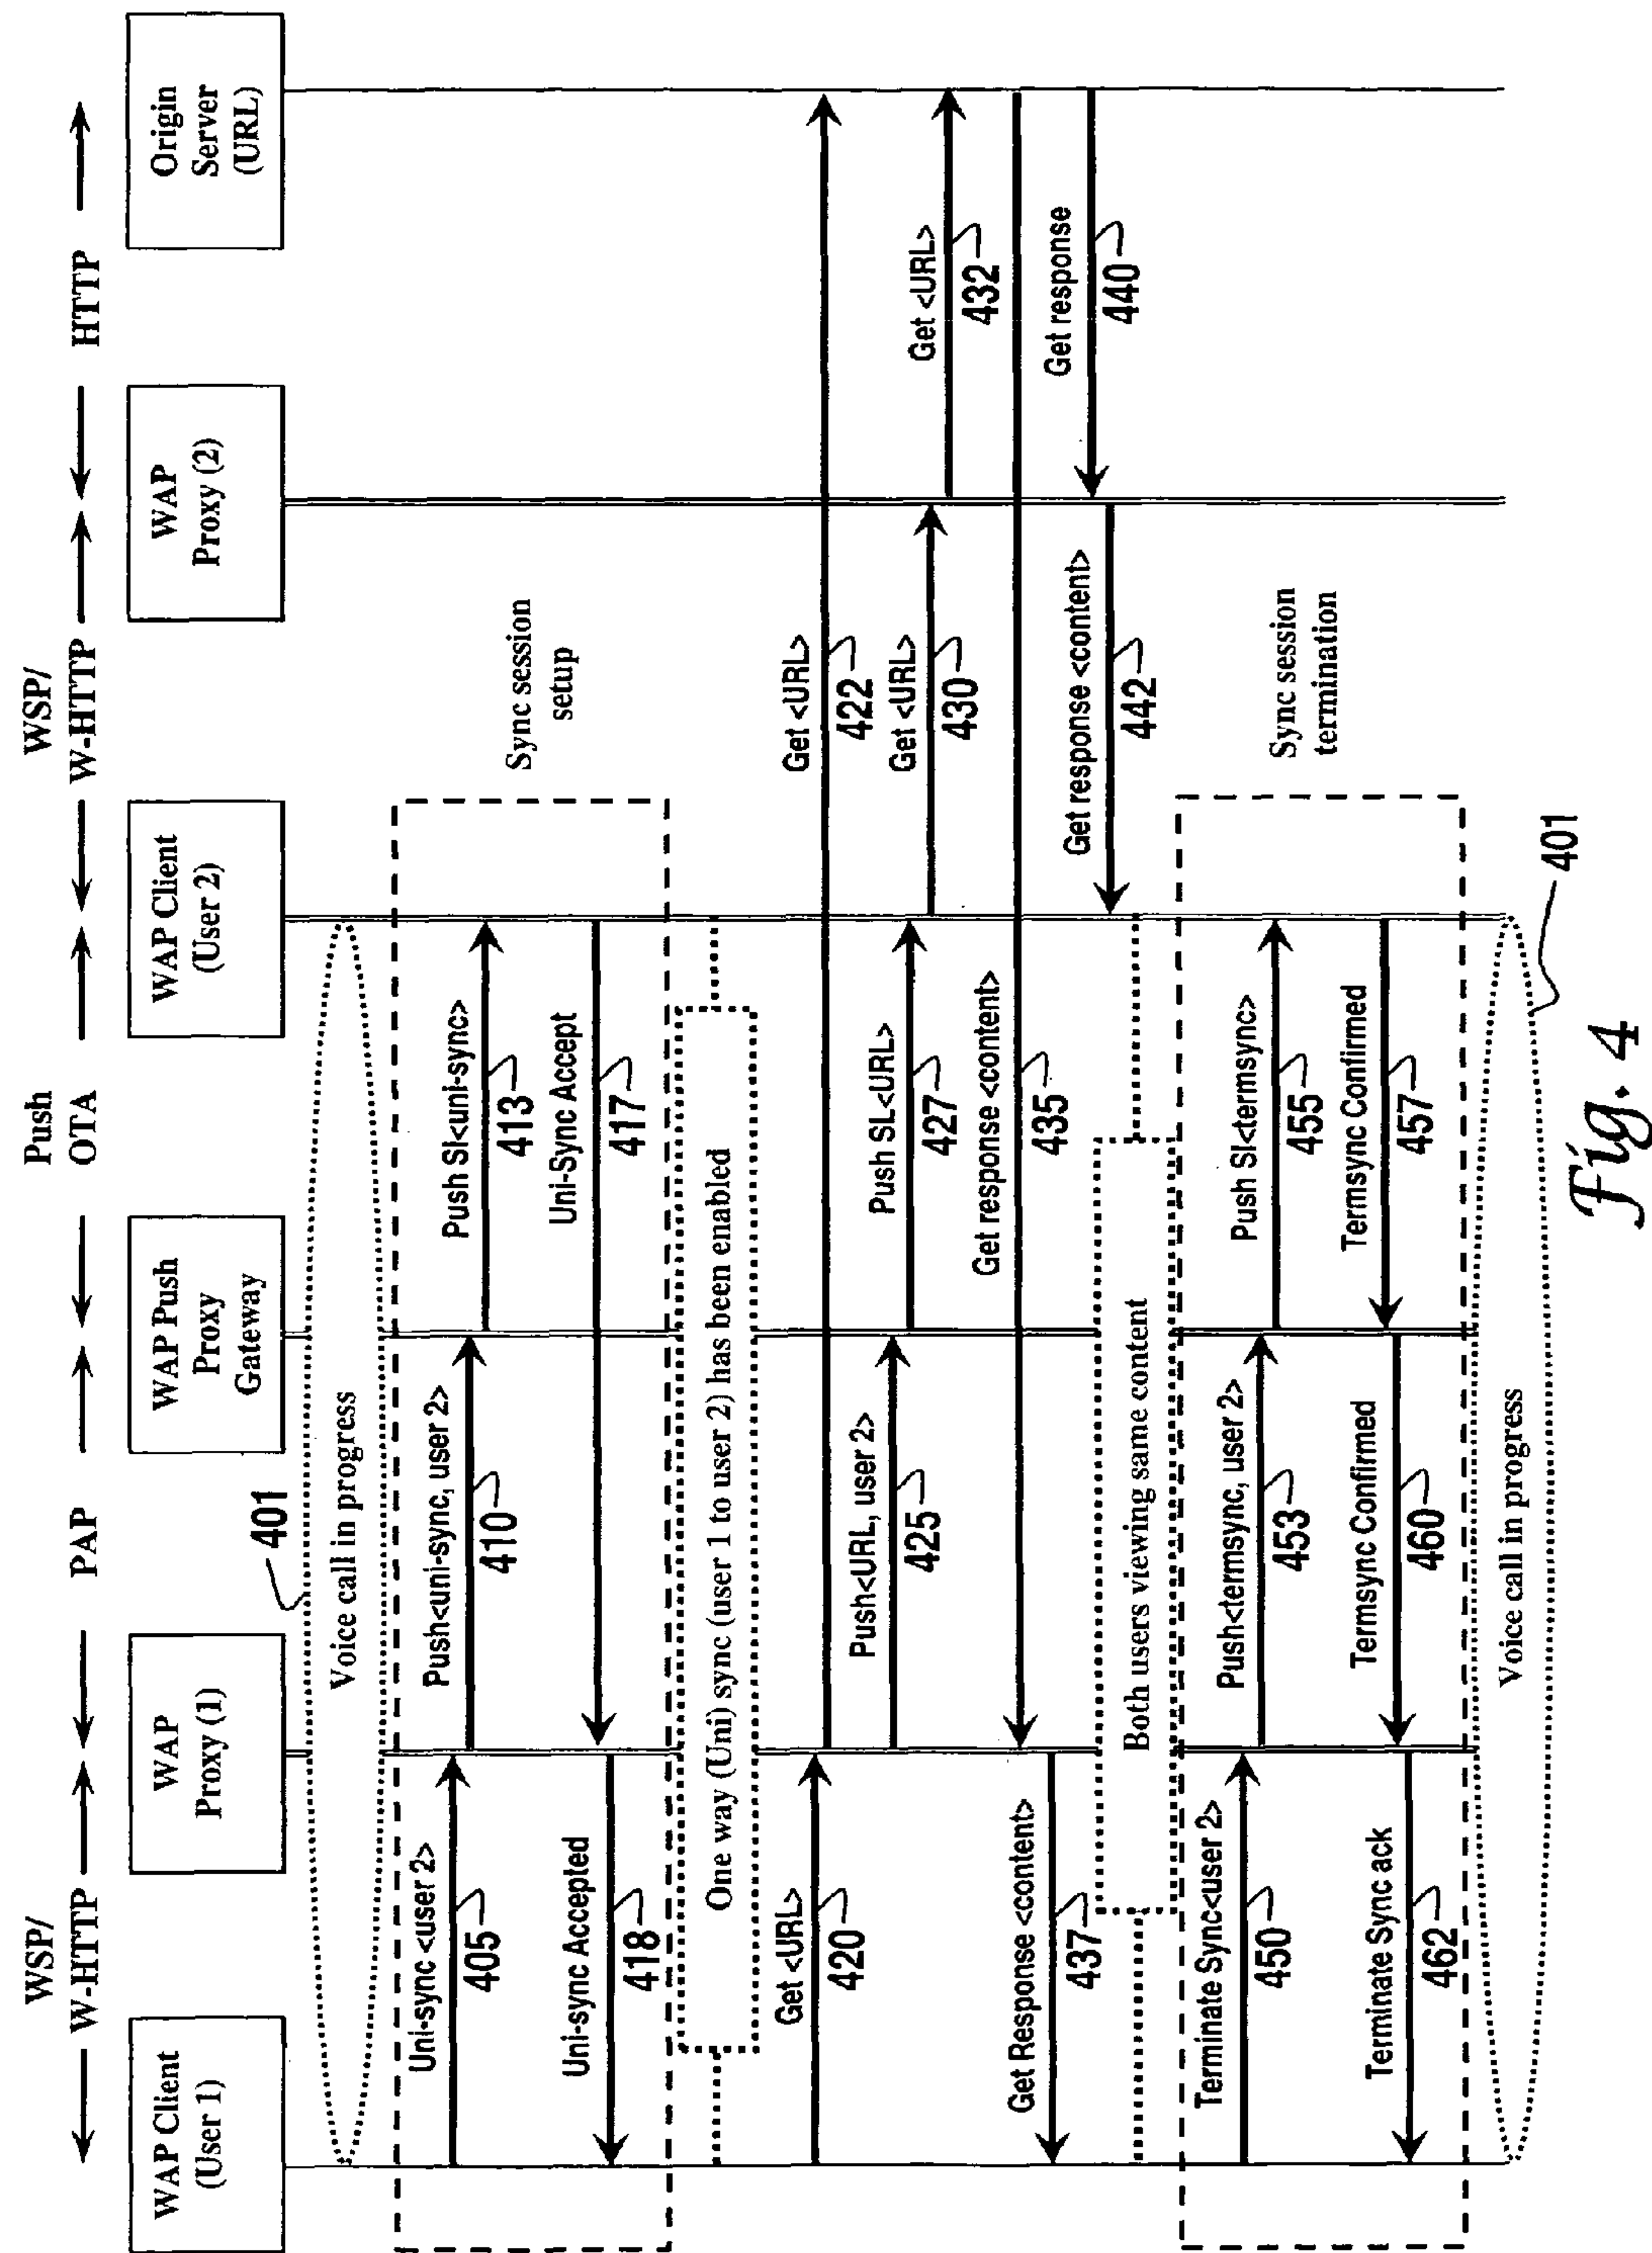 WSP/
W-HTTP
PAP
Push
OTA
WSP/
W-HTTP
HTTP
WAP Client
(User 1)
WAP
Proxy (1)
WAP Push
Proxy
Gateway
WAP Client
(User 2)
WAP
Proxy (2)
Origin
Server
(URL)
401
Voice call in progress
Uni-sync <user 2>
405
Push<uni-sync, user 2>
410
Push SI<uni-sync>
413
Sync session
setup
Uni-Sync Accept
417
Uni-sync Accepted
418
One way (Uni) sync (user 1 to user 2) has been enabled
Get <URL>
420
Get <URL>
422
Push<URL, user 2>
425
Push SL<URL>
427
Get <URL>
430
Get <URL>
432
Get response <content>
435
Get Response <content>
437
Get response
440
Get response <content>
442
Both users viewing same content
Terminate Sync<user 2>
450
Push<termsync, user 2>
453
Push SI<termsync>
455
Sync session
termination
Termsync Confirmed
457
Termsync Confirmed
460
Terminate Sync ack
462
Voice call in progress
401
Fig. 4